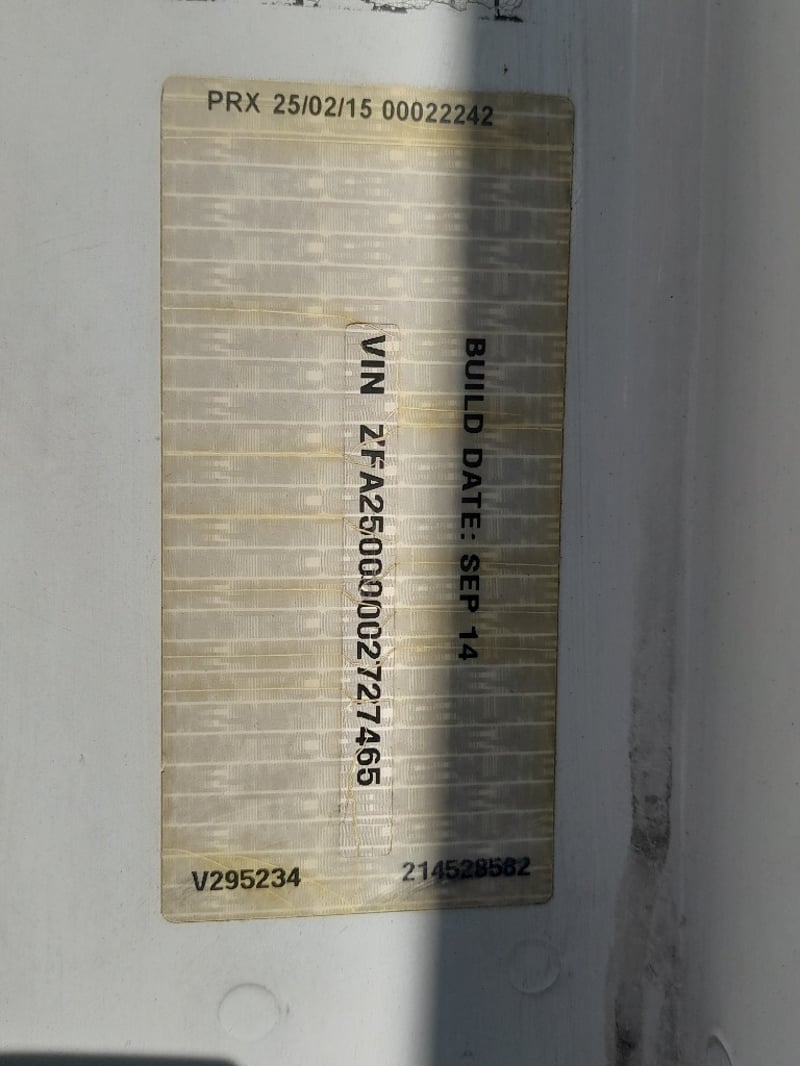 PRX 25/02/15 00022242
BUILD DATE: SEP 14
VIN ZFA25000002727465
V295234
214528582